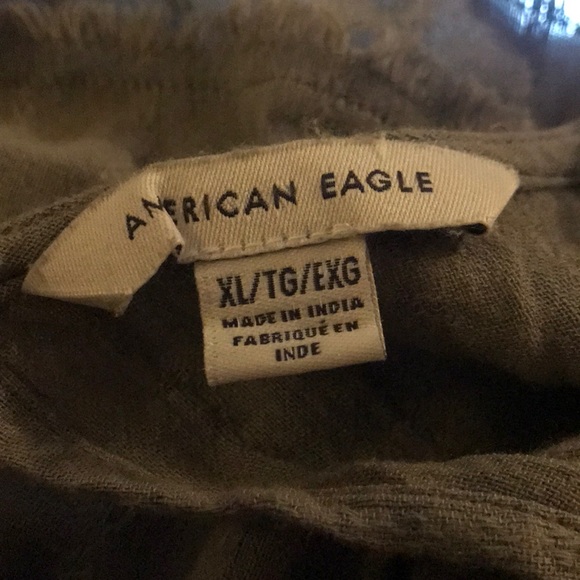 AMERICAN EAGLE
XL/TG/EXG
MADE IN INDIA
FABRIQUÉ EN
INDE